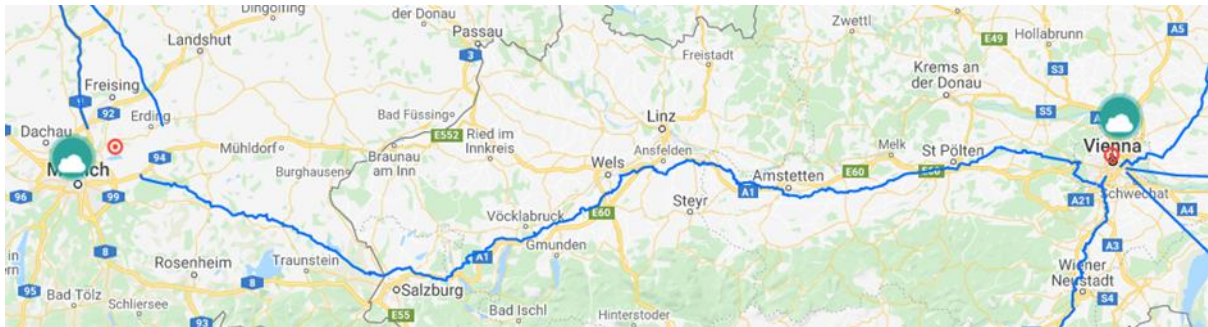 Dingolfing
der Donau
Zwettl
E49
Hollabrunn
A5
Landshut
Passau
3
Freistadt
Krems an
der Donau
S3
Freising
92
Erding
Bad Füssing
E552
Ried im
Innkreis
Linz
S5
Dachau
94
Mühldorf
Braunau
am Inn
Burghausen
Wels
Ansfelden
Melk
St Pölten
Vienna
96
99
Vöcklabruck
E60
Steyr
A1
Amstetten
E60
A21
Schwechat
A4
8
Rosenheim
Traunstein
8
A1
Gmunden
A3
Wiener
Neustadt
95
Bad Tölz
Schliersee
93
Salzburg
E55
Bad Ischl
Hinterstoder
S4